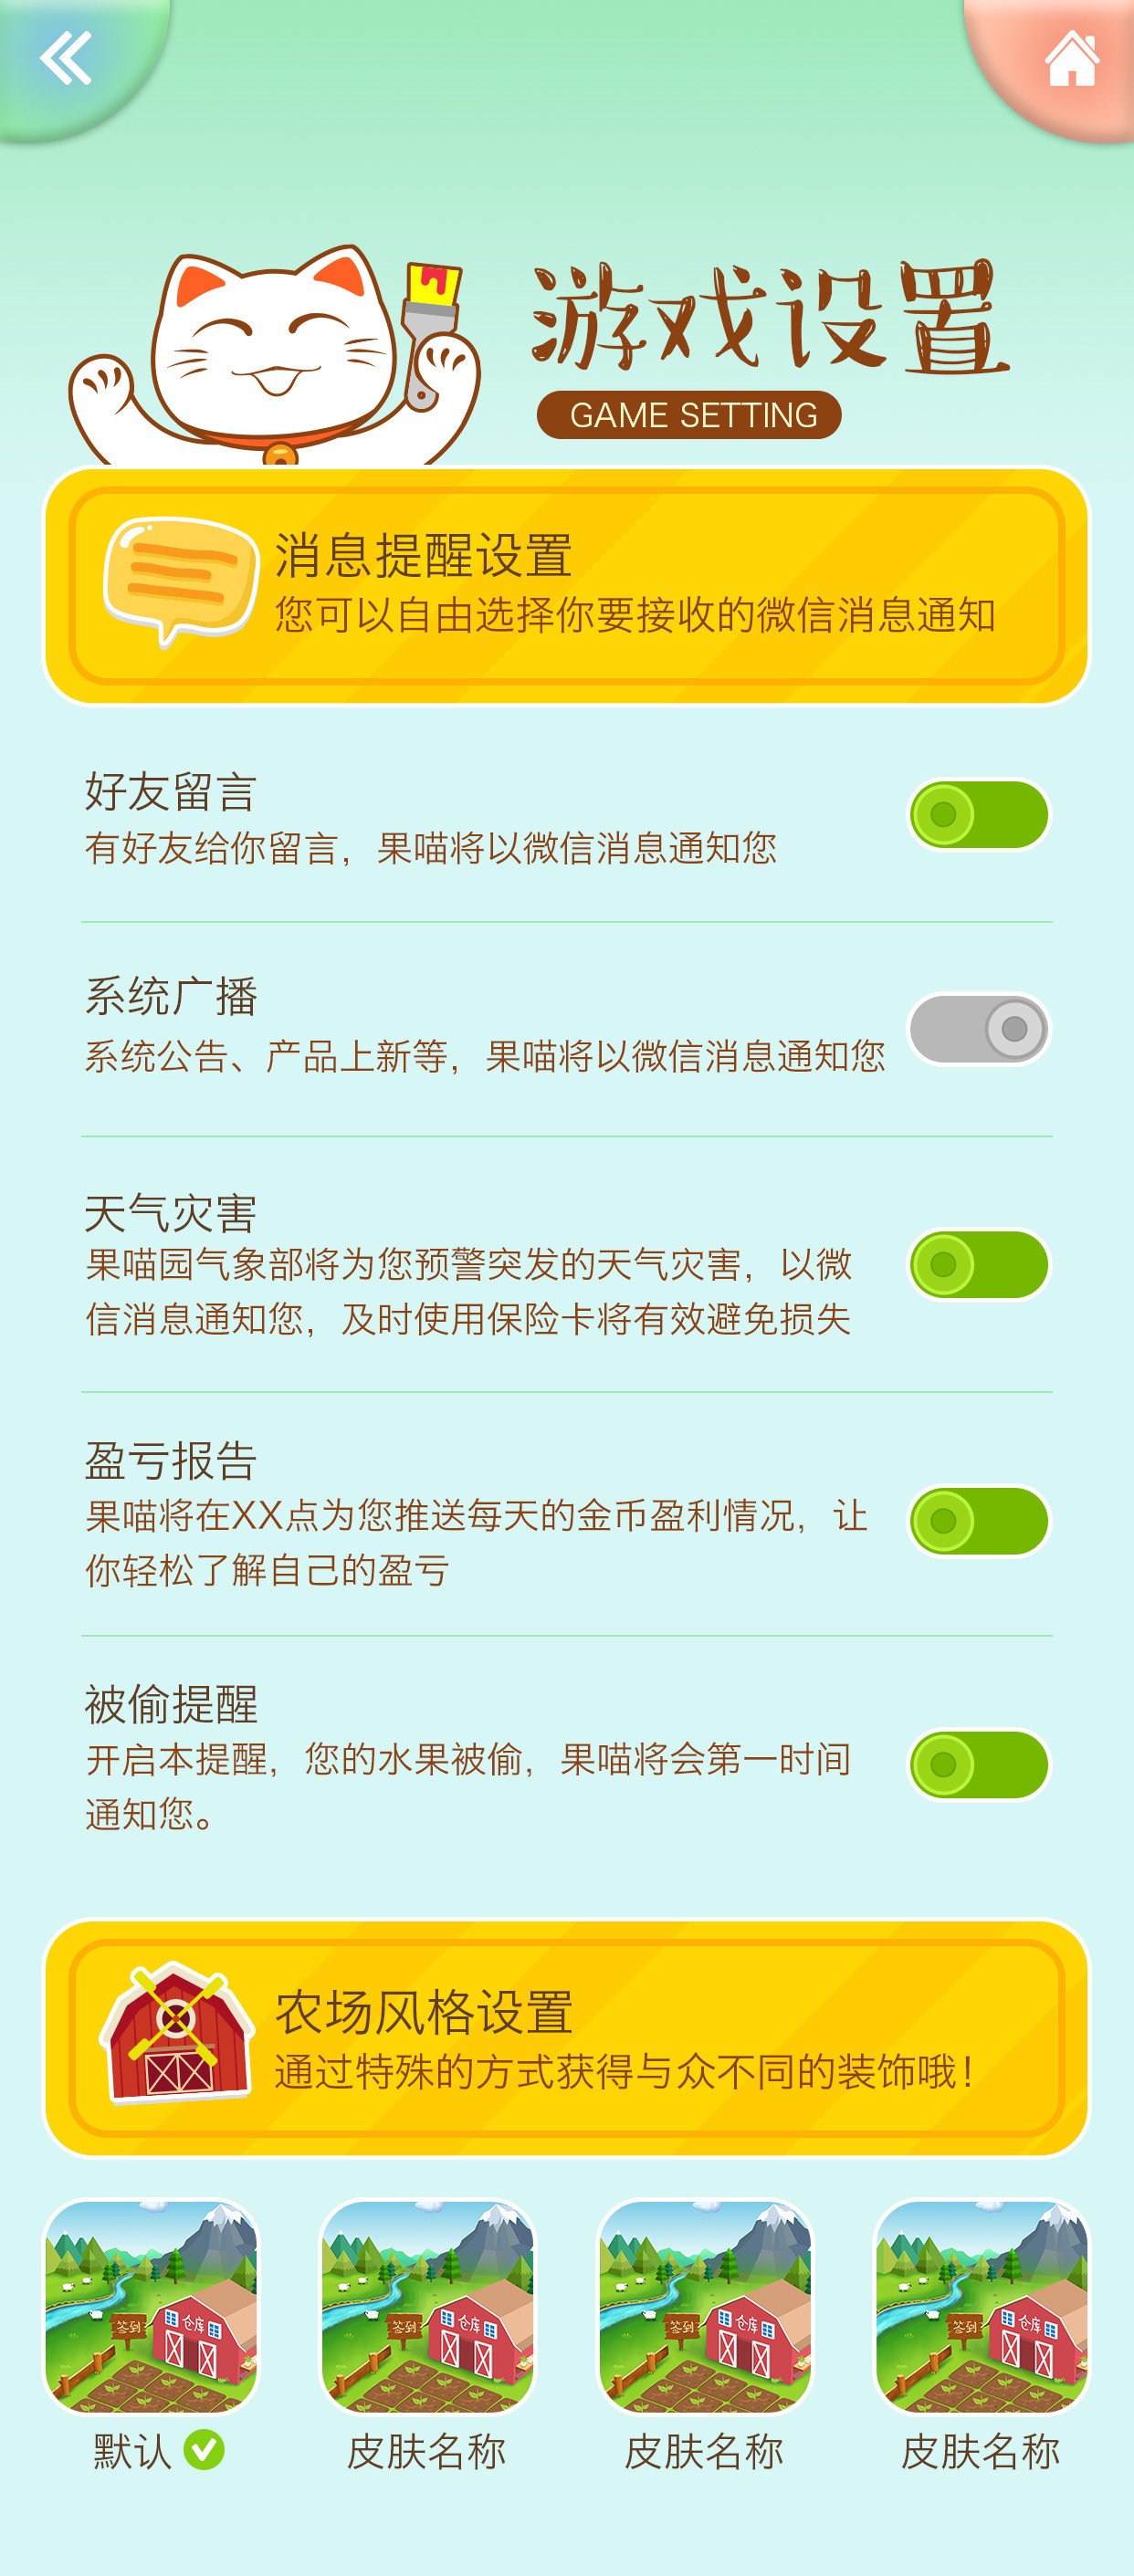 游戏设置
GAME SETTING
消息提醒设置
您可以自由选择你要接收的微信消息通知
好友留言
有好友给你留言，果喵将以微信消息通知您
系统广播
系统公告、产品上新等，果喵将以微信消息通知您
天气灾害
果喵园气象部将为您预警突发的天气灾害，以微
信消息通知您，及时使用保险卡将有效避免损失
盈亏报告
果喵将在XX点为您推送每天的金币盈利情况，让
你轻松了解自己的盈亏
被偷提醒
开启本提醒，您的水果被偷，果喵将会第一时间
通知您。
农场风格设置
通过特殊的方式获得与众不同的装饰哦！
签到 仓库
签到 仓库
签到 仓库
签到 仓库
默认
皮肤名称
皮肤名称
皮肤名称